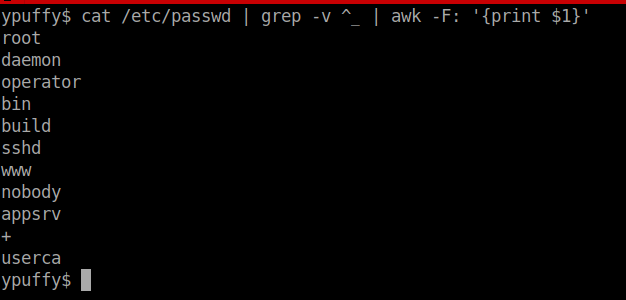 ypuffy$ cat /etc/passwd | grep -v ^_ | awk -F: '{print $1}'
root
daemon
operator
bin
build
sshd
www
nobody
appsrv
+
userca
ypuffy$